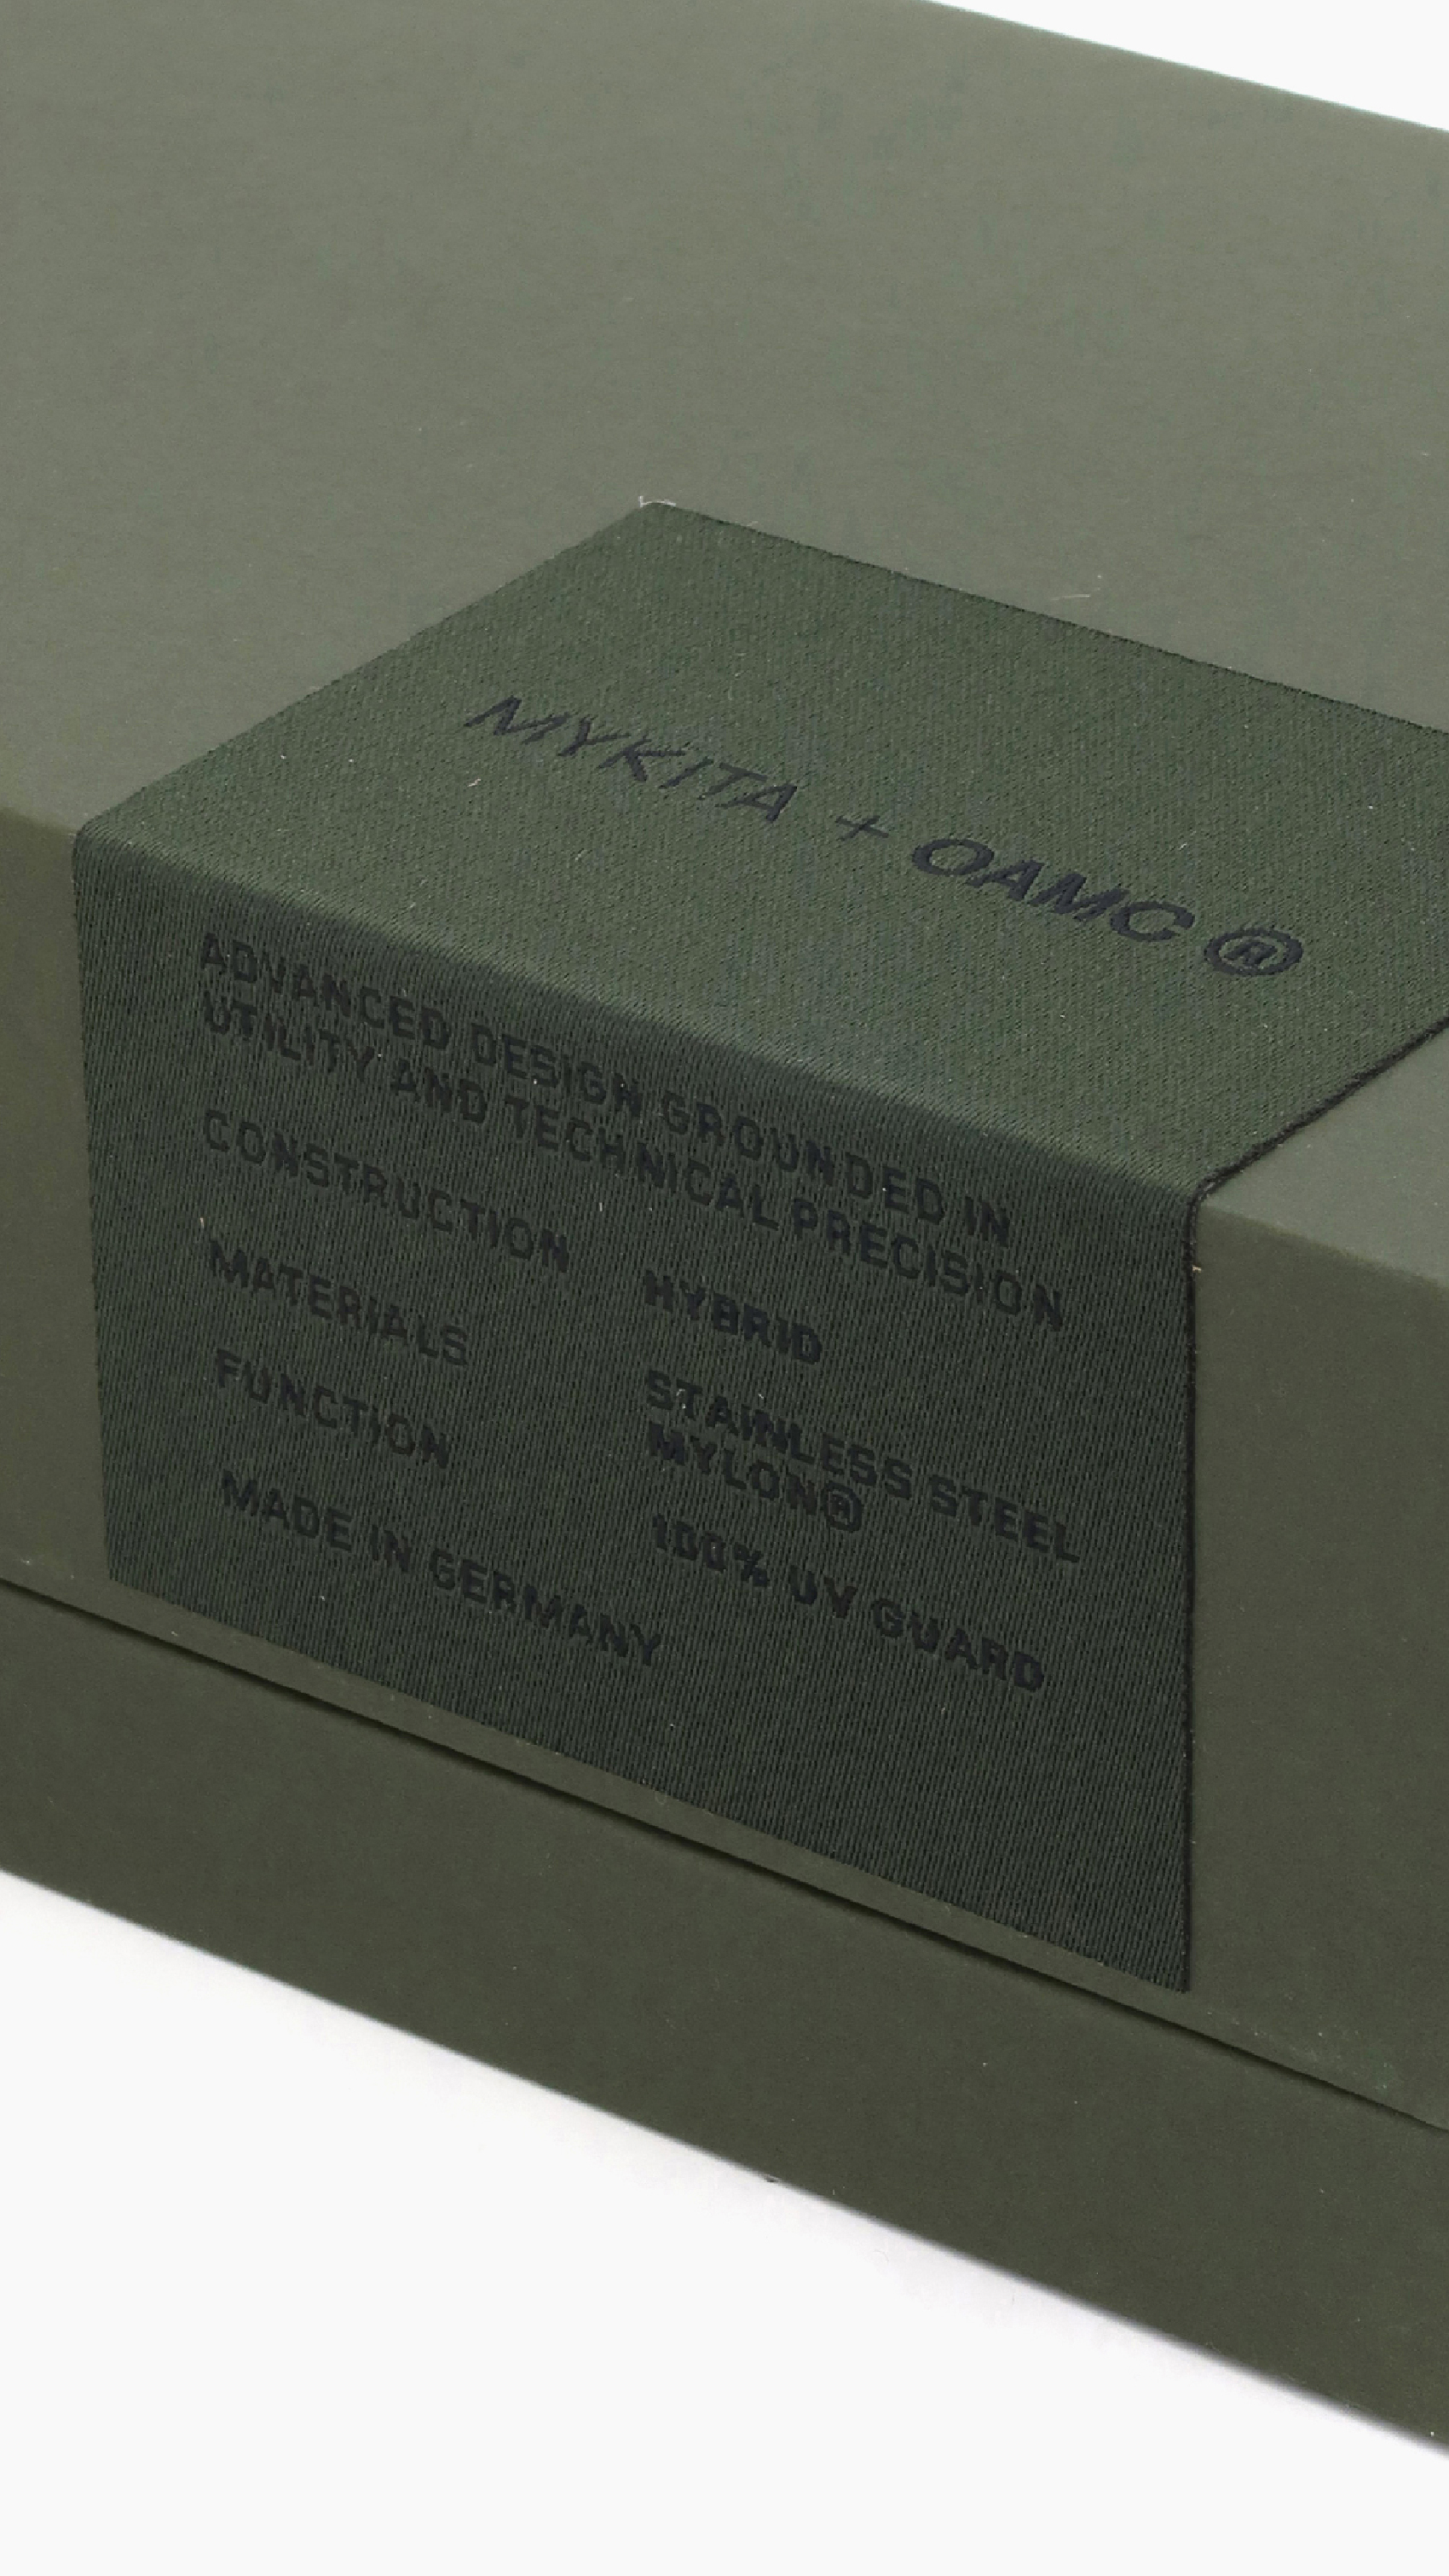 MYKITA + OAMC ®
ADVANCED DESIGN GROUNDED IN
UTILITY AND TECHNICAL PRECISION
CONSTRUCTION HYBRID
MATERIALS STAINLESS STEEL
MYLON®
FUNCTION 100% UV GUARD
MADE IN GERMANY